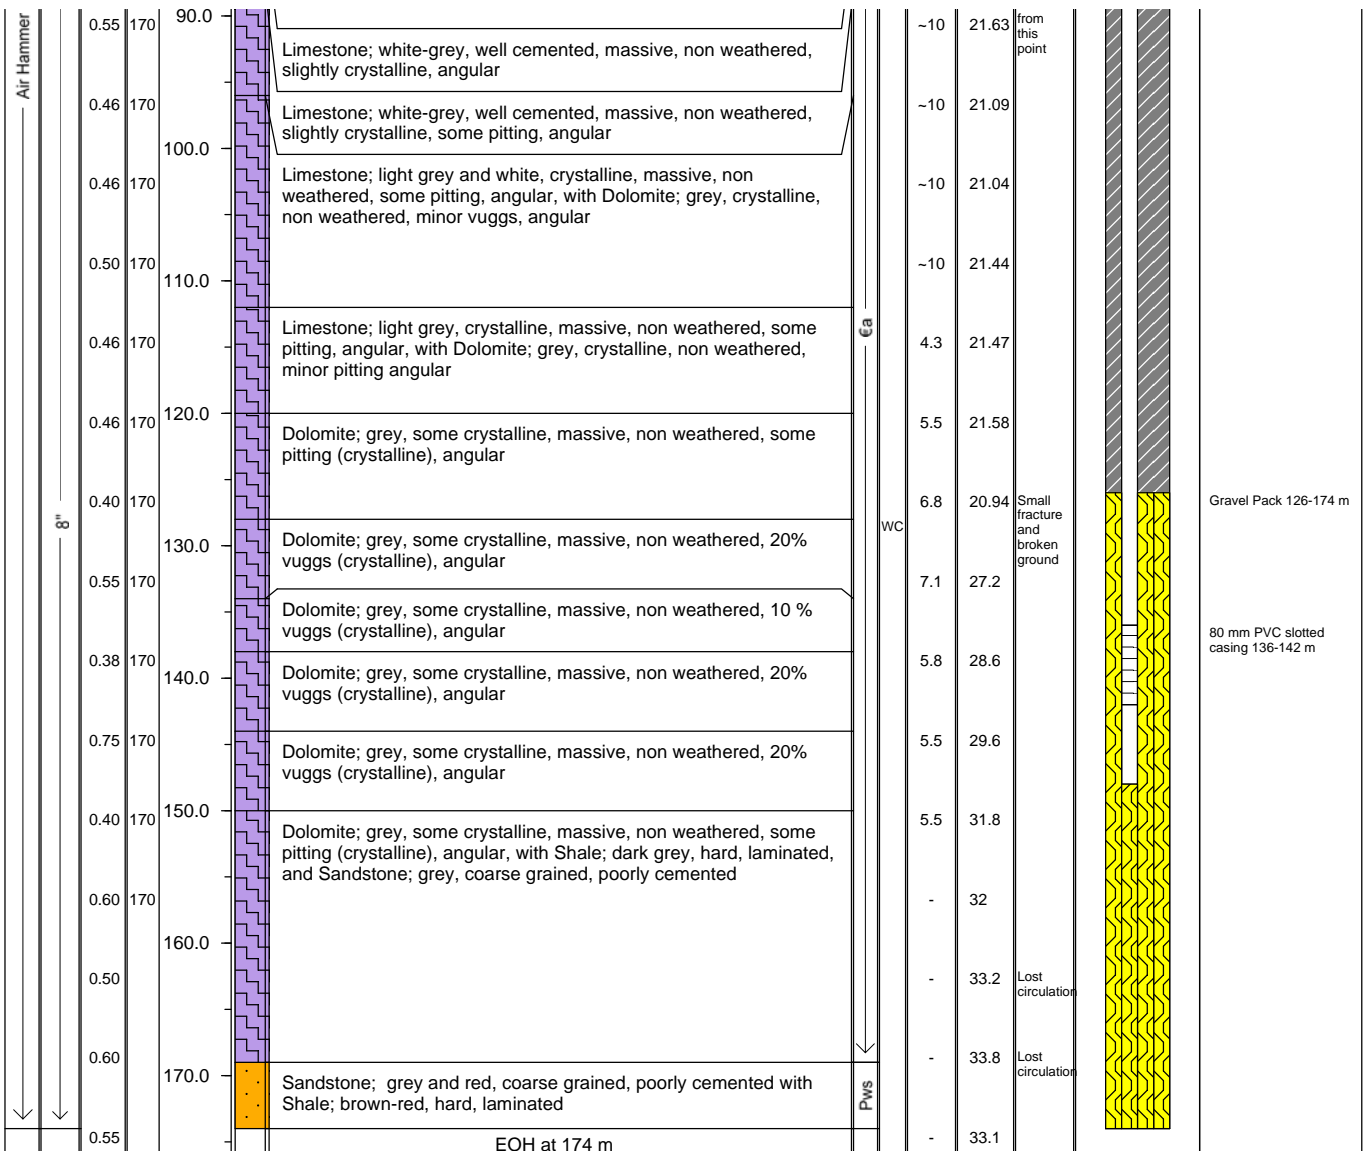 Air Hammer
8"
0.55 170 90.0 ~10 21.63 from
this
point
Limestone; white-grey, well cemented, massive, non weathered,
slightly crystalline, angular
0.46 170 ~10 21.09
Limestone; white-grey, well cemented, massive, non weathered,
slightly crystalline, some pitting, angular
100.0
Limestone; light grey and white, crystalline, massive, non
weathered, some pitting, angular, with Dolomite; grey, crystalline,
non weathered, minor vuggs, angular
0.46 170 ~10 21.04
0.50 170 ~10 21.44
110.0
Limestone; light grey, crystalline, massive, non weathered, some
pitting, angular, with Dolomite; grey, crystalline, non weathered,
minor pitting angular
€a
0.46 170 4.3 21.47
120.0
0.46 170 5.5 21.58
Dolomite; grey, some crystalline, massive, non weathered, some
pitting (crystalline), angular
0.40 170 6.8 20.94 Small
fracture
and
broken
ground
Gravel Pack 126-174 m
WC
130.0
Dolomite; grey, some crystalline, massive, non weathered, 20%
vuggs (crystalline), angular
0.55 170 7.1 27.2
Dolomite; grey, some crystalline, massive, non weathered, 10 %
vuggs (crystalline), angular
80 mm PVC slotted
casing 136-142 m
0.38 170 5.8 28.6
140.0
Dolomite; grey, some crystalline, massive, non weathered, 20%
vuggs (crystalline), angular
0.75 170 5.5 29.6
Dolomite; grey, some crystalline, massive, non weathered, 20%
vuggs (crystalline), angular
150.0
0.40 170 5.5 31.8
Dolomite; grey, some crystalline, massive, non weathered, some
pitting (crystalline), angular, with Shale; dark grey, hard, laminated,
and Sandstone; grey, coarse grained, poorly cemented
0.60 170 - 32
160.0
0.50 - 33.2 Lost
circulation
0.60 - 33.8 Lost
circulation
170.0
Sandstone;  grey and red, coarse grained, poorly cemented with
Shale; brown-red, hard, laminated
Pws
0.55 - 33.1
EOH at 174 m